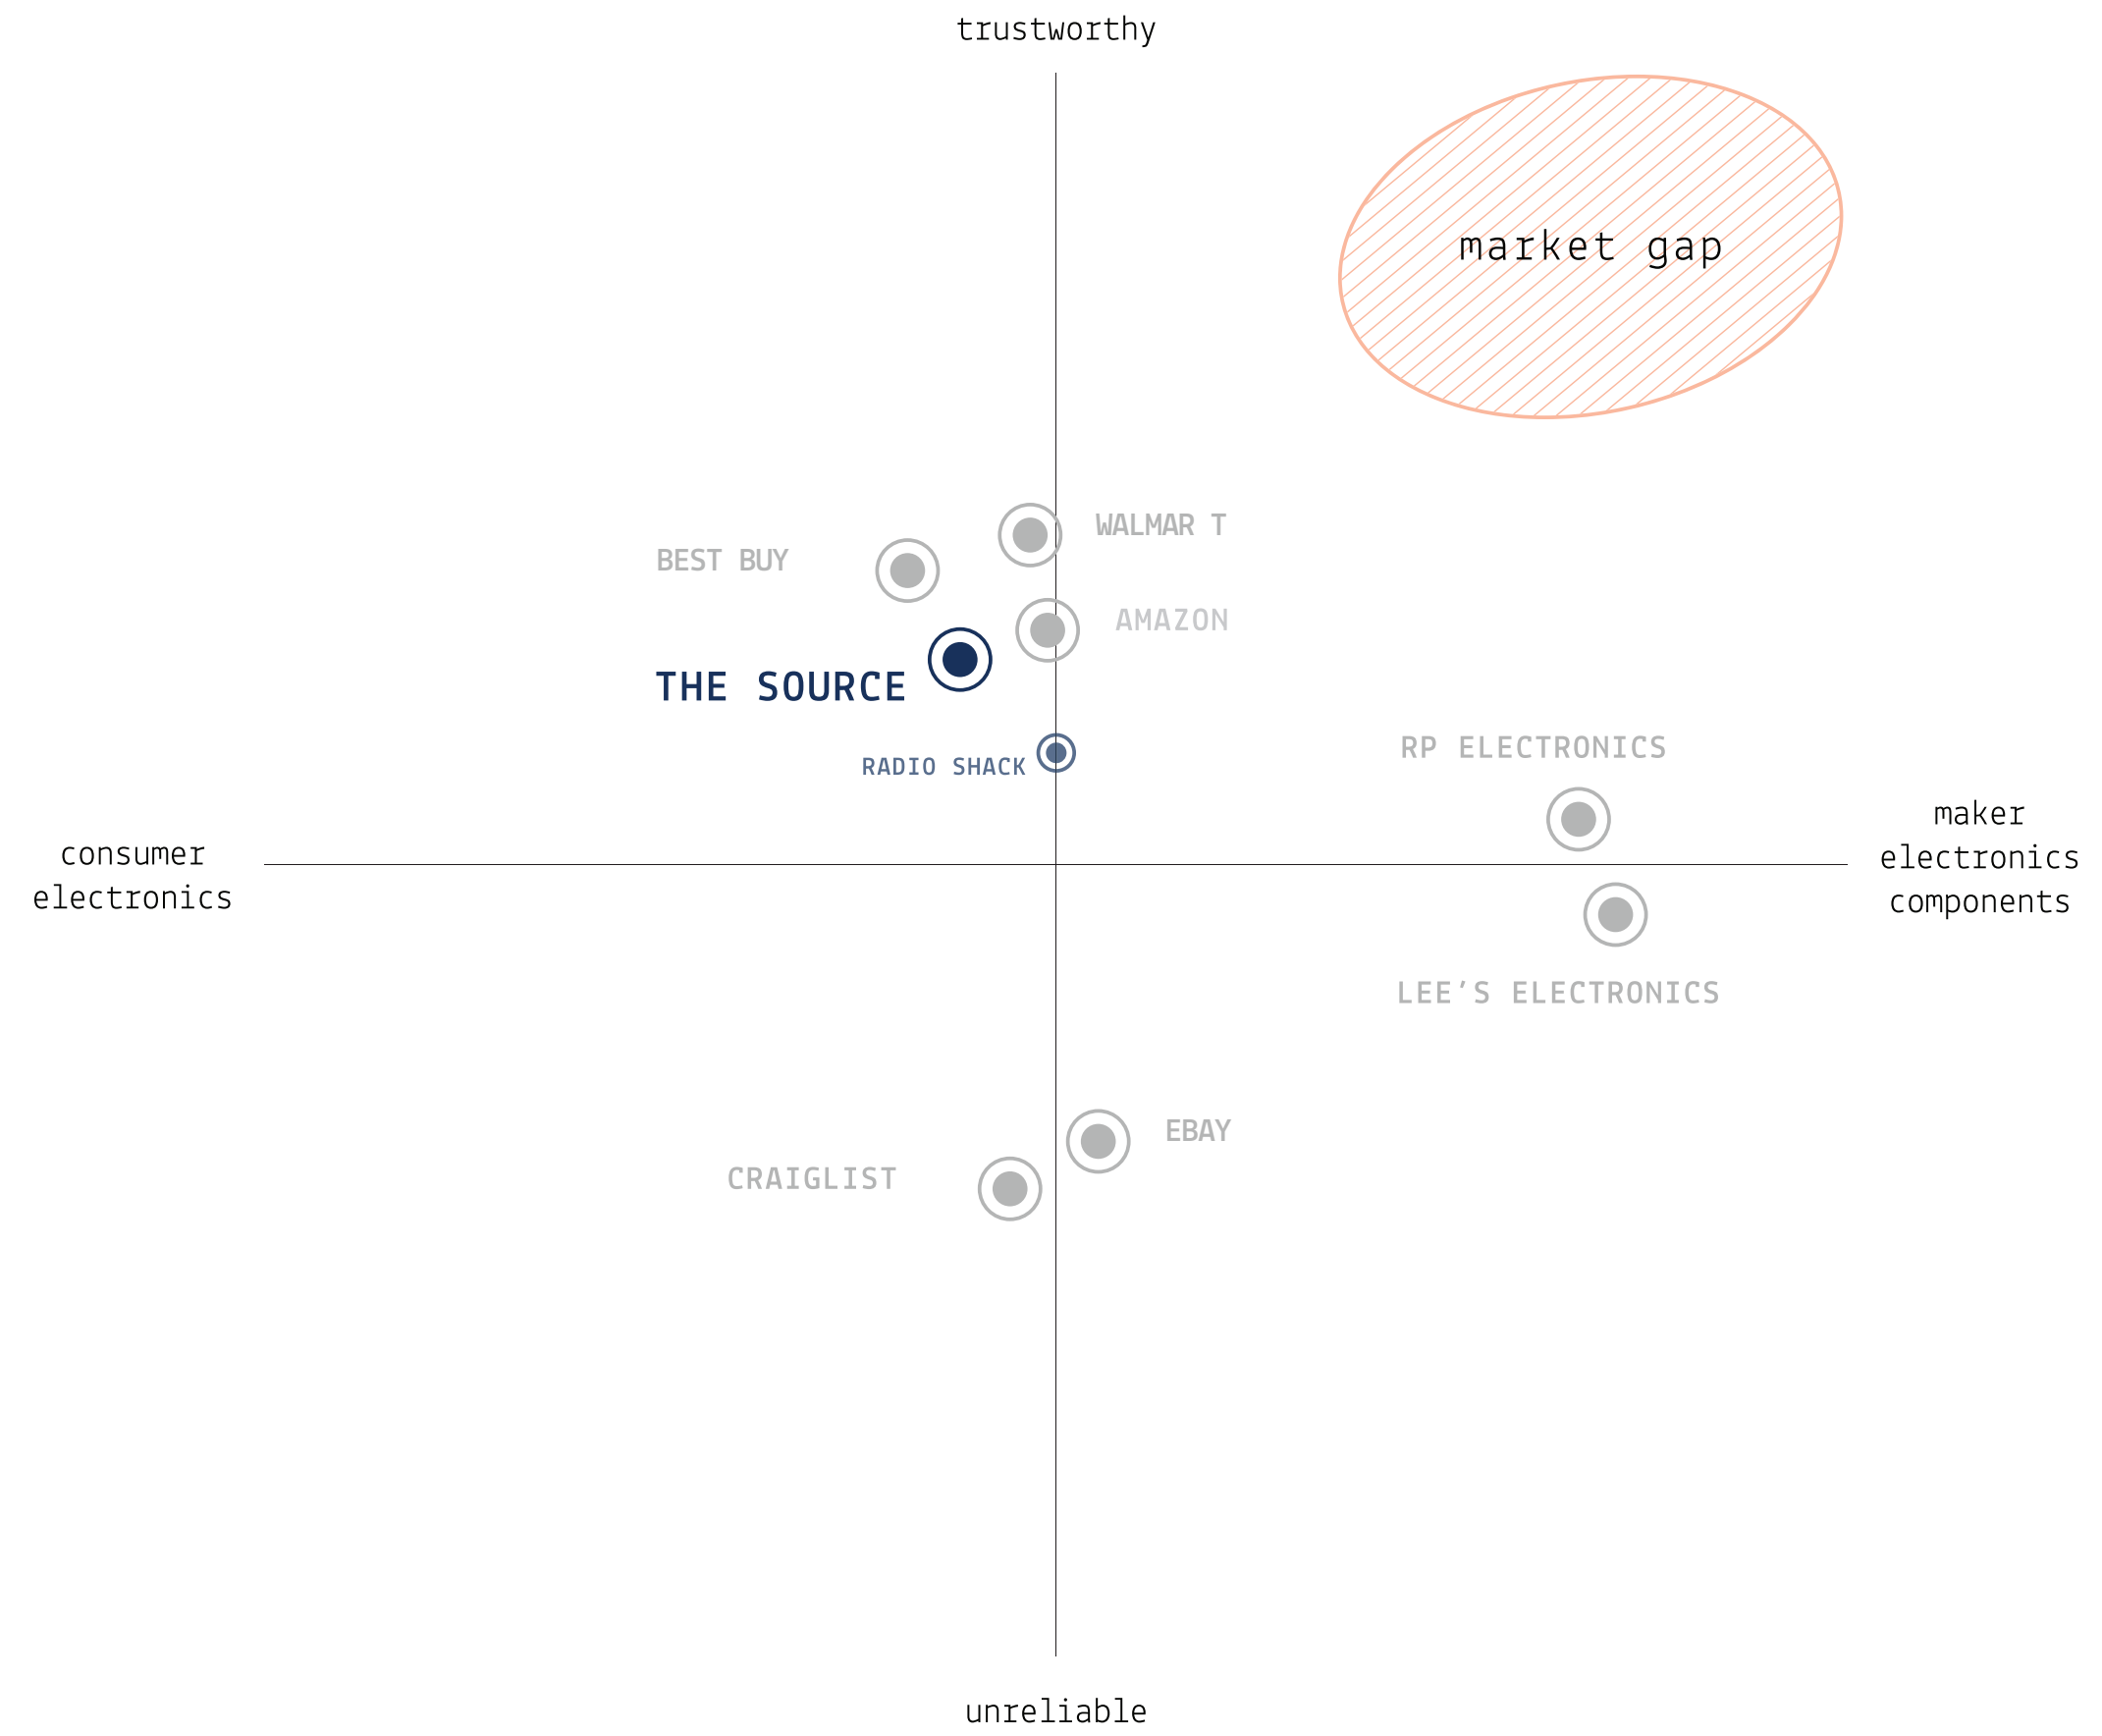 trustworthy
market gap
WALMAR T
BEST BUY
AMAZON
THE SOURCE
RADIO SHACK
RP ELECTRONICS
consumer
electronics
maker
electronics
components
LEE’S ELECTRONICS
EBAY
CRAIGLIST
unreliable